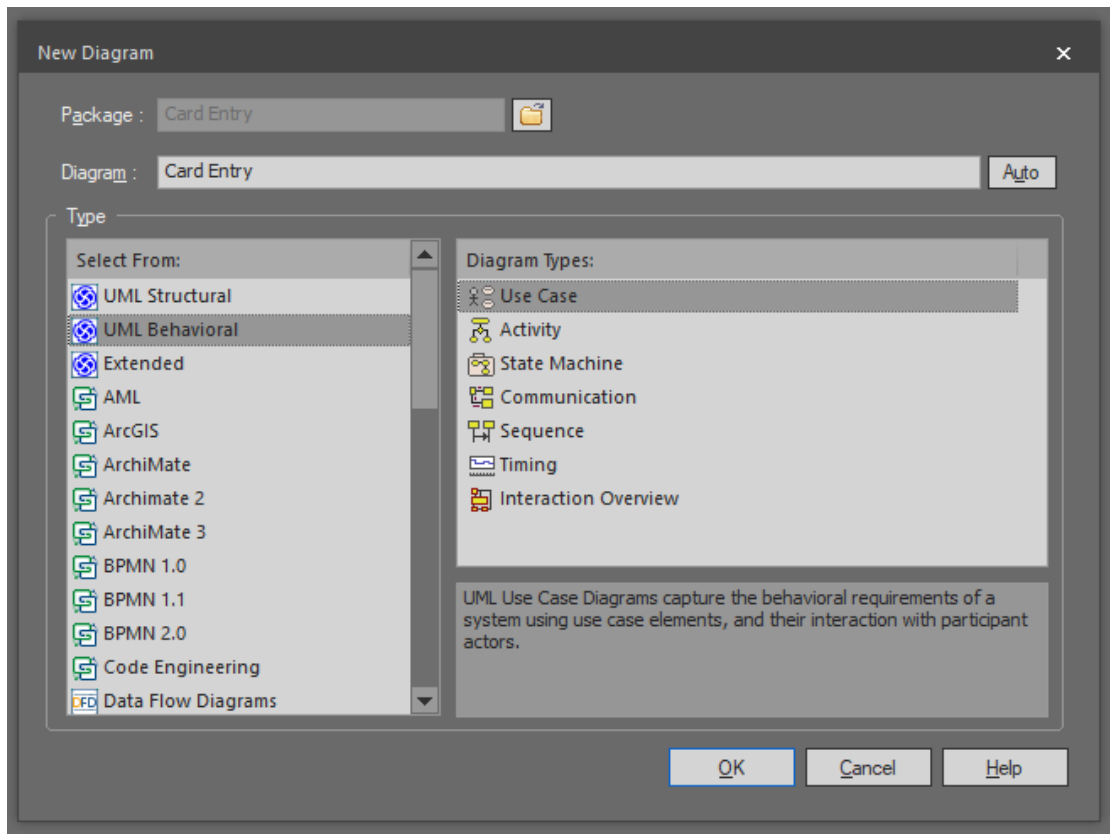 New Diagram
Package :
Card Entry
Diagram :
Card Entry
Auto
Type
Select From:
UML Structural
UML Behavioral
Extended
AML
ArcGIS
ArchiMate
Archimate 2
ArchiMate 3
BPMN 1.0
BPMN 1.1
BPMN 2.0
Code Engineering
DFD Data Flow Diagrams
Diagram Types:
Use Case
Activity
State Machine
Communication
Sequence
Timing
Interaction Overview
UML Use Case Diagrams capture the behavioral requirements of a
system using use case elements, and their interaction with participant
actors.
OK
Cancel
Help